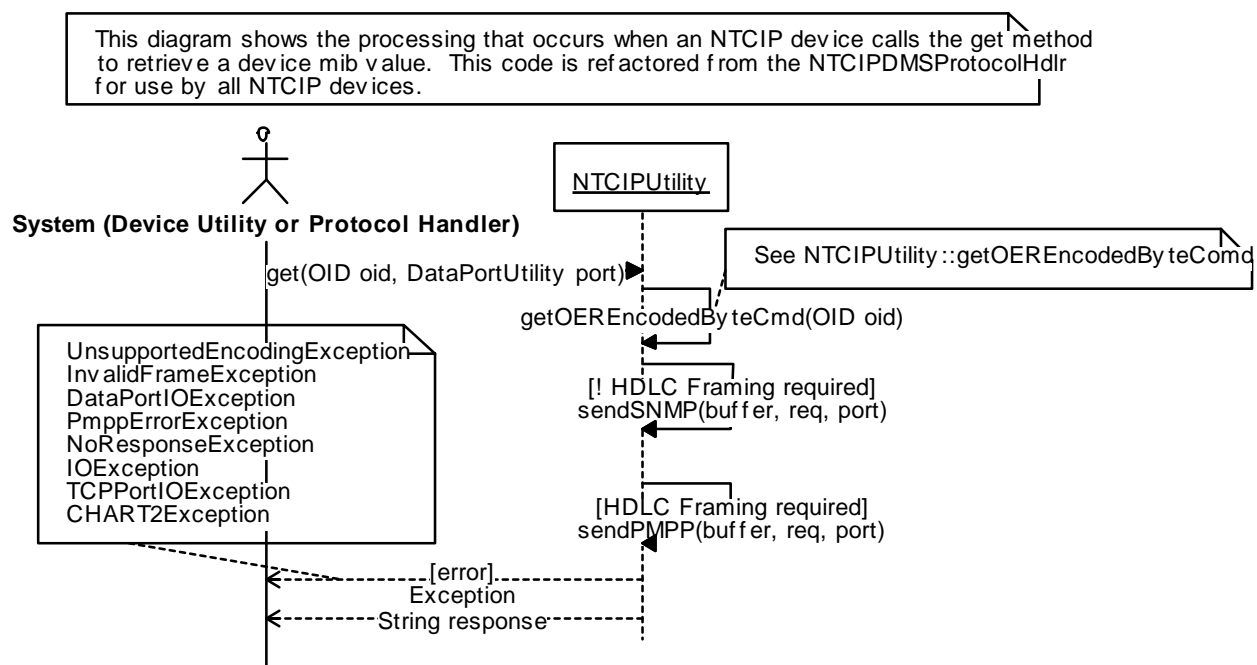 This diagram shows the processing that occurs when an NTCIP device calls the get method
to retrieve a device mib value. This code is refactored from the NTCIPDMSProtocolHdlr
for use by all NTCIP devices.
System (Device Utility or Protocol Handler)
NTCIPUtility
get(OID oid, DataPortUtility port)
See NTCIPUtility::getOEREncodedByteComd
getOEREncodedByteCmd(OID oid)
UnsupportedEncodingException
InvalidFrameException
DataPortIOException
PmppErrorException
NoResponseException
IOException
TCPPortIOException
CHART2Exception
[! HDLC Framing required]
sendSNMP(buffer, req, port)
[HDLC Framing required]
sendPMPP(buffer, req, port)
[error]
Exception
String response